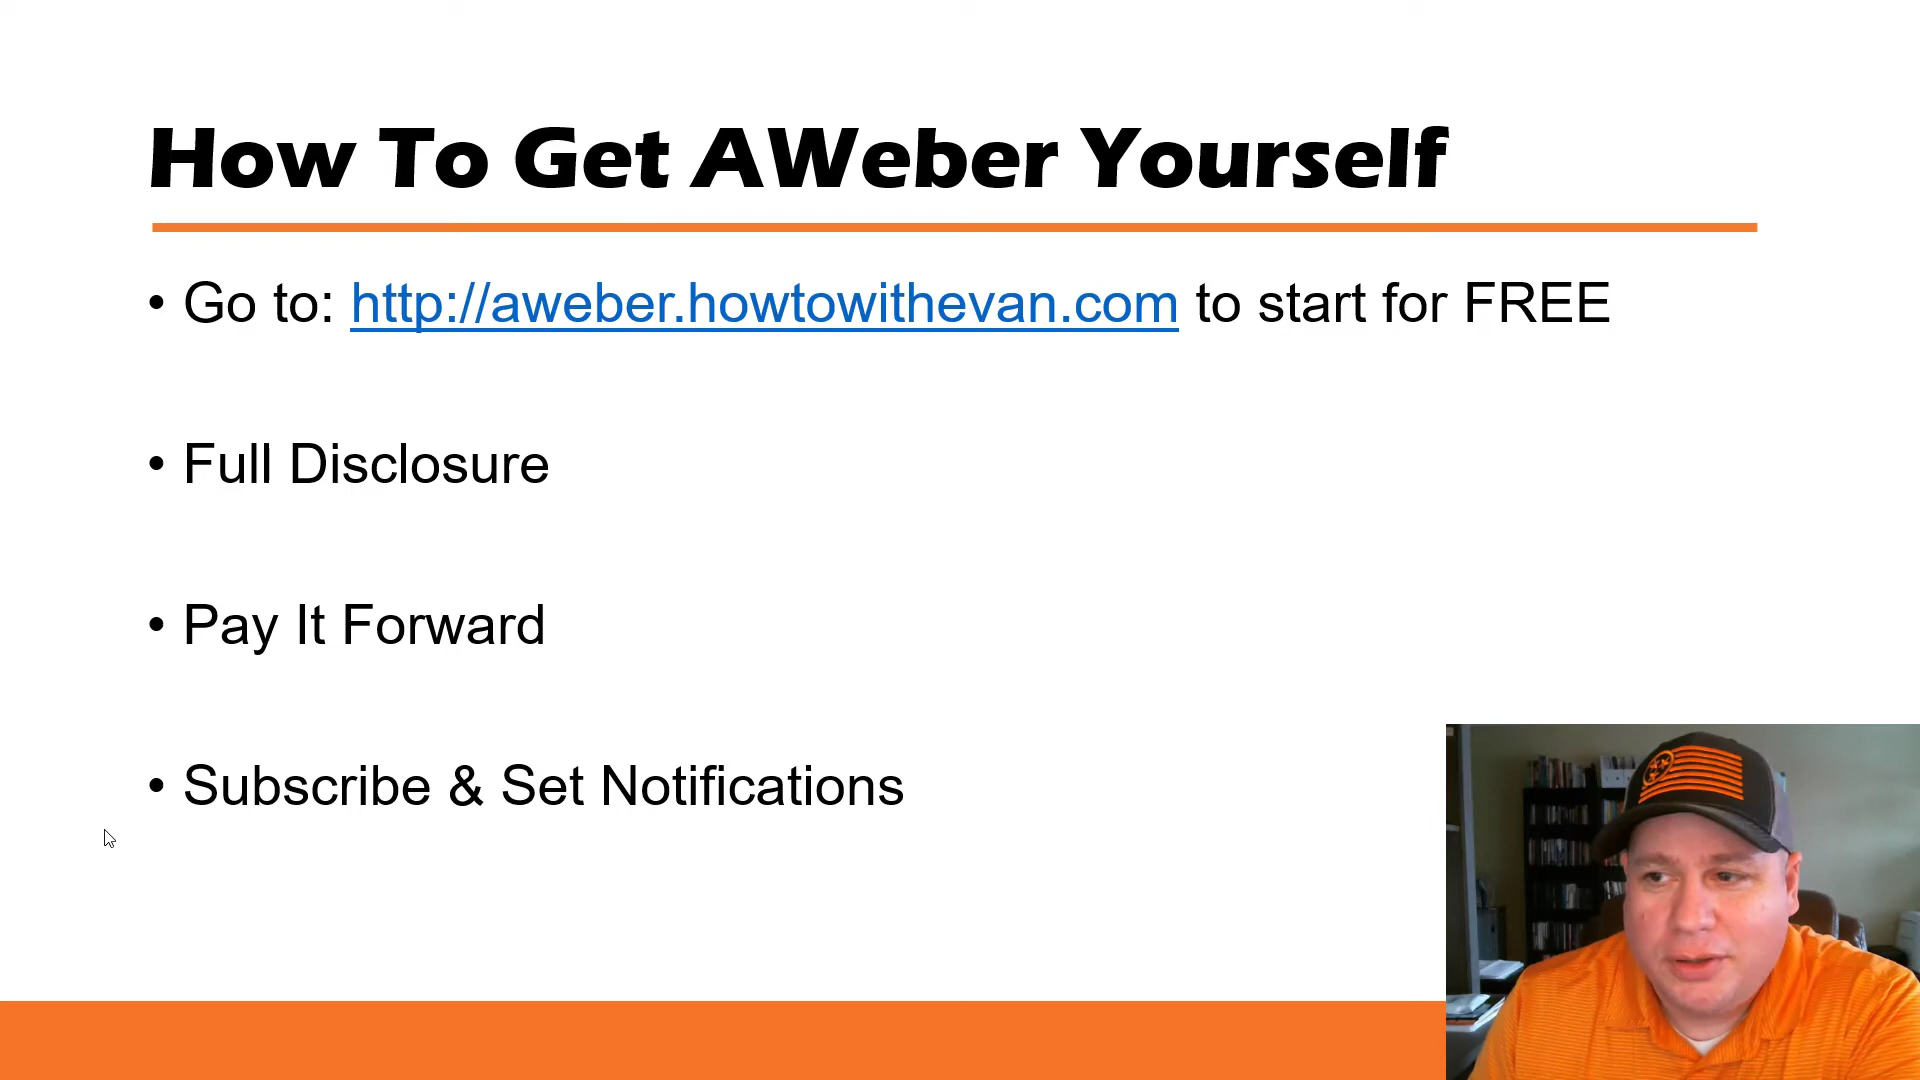 How To Get AWeber Yourself
• Go to: http://aweber.howtowithevan.com to start for FREE
• Full Disclosure
• Pay It Forward
• Subscribe & Set Notifications